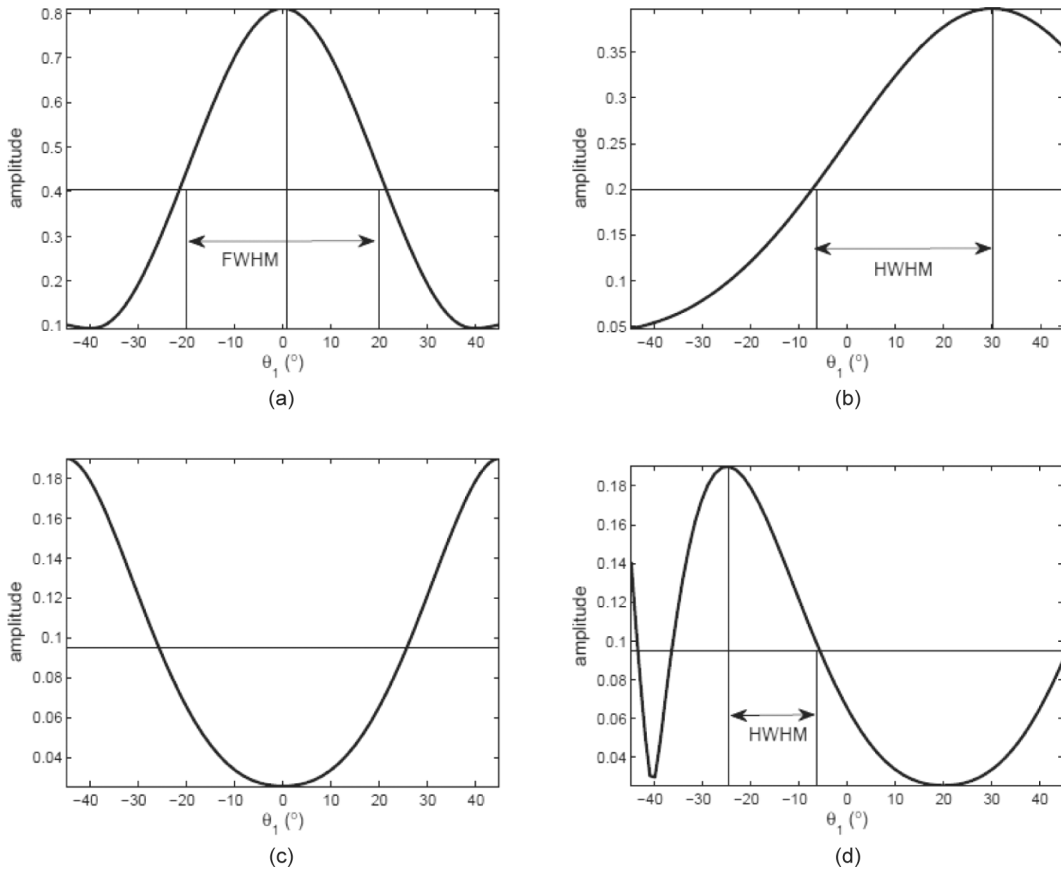 0.8
0.7
0.6
0.5
0.4
0.3
0.2
0.1
amplitude
FWHM
−40 −30 −20 −10 0 10 20 30 40
θ1 (°)
(a)
0.35
0.3
0.25
0.2
0.15
0.1
0.05
amplitude
HWHM
−40 −30 −20 −10 0 10 20 30 40
θ1 (°)
(b)
0.18
0.16
0.14
0.12
0.1
0.08
0.06
0.04
amplitude
−40 −30 −20 −10 0 10 20 30 40
θ1 (°)
(c)
0.18
0.16
0.14
0.12
0.1
0.08
0.06
0.04
amplitude
HWHM
−40 −30 −20 −10 0 10 20 30 40
θ1 (°)
(d)